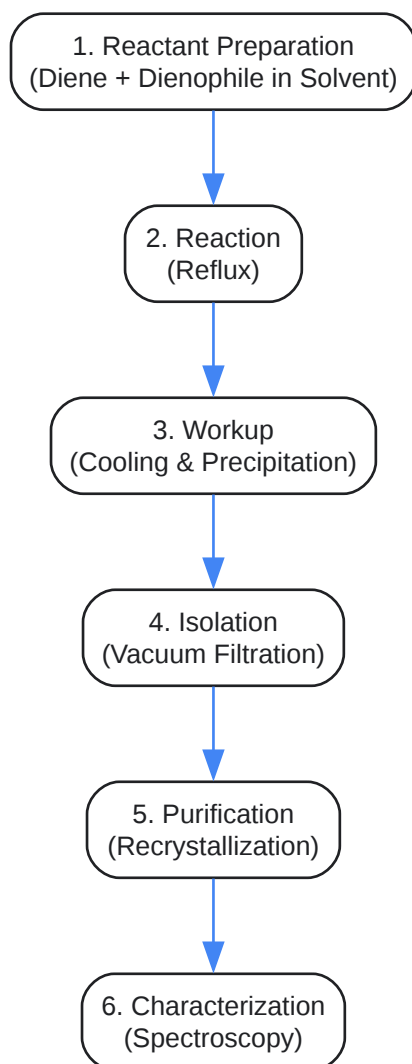 1. Reactant Preparation
(Diene + Dienophile in Solvent)
2. Reaction
(Reflux)
3. Workup
(Cooling & Precipitation)
4. Isolation
(Vacuum Filtration)
5. Purification
(Recrystallization)
6. Characterization
(Spectroscopy)